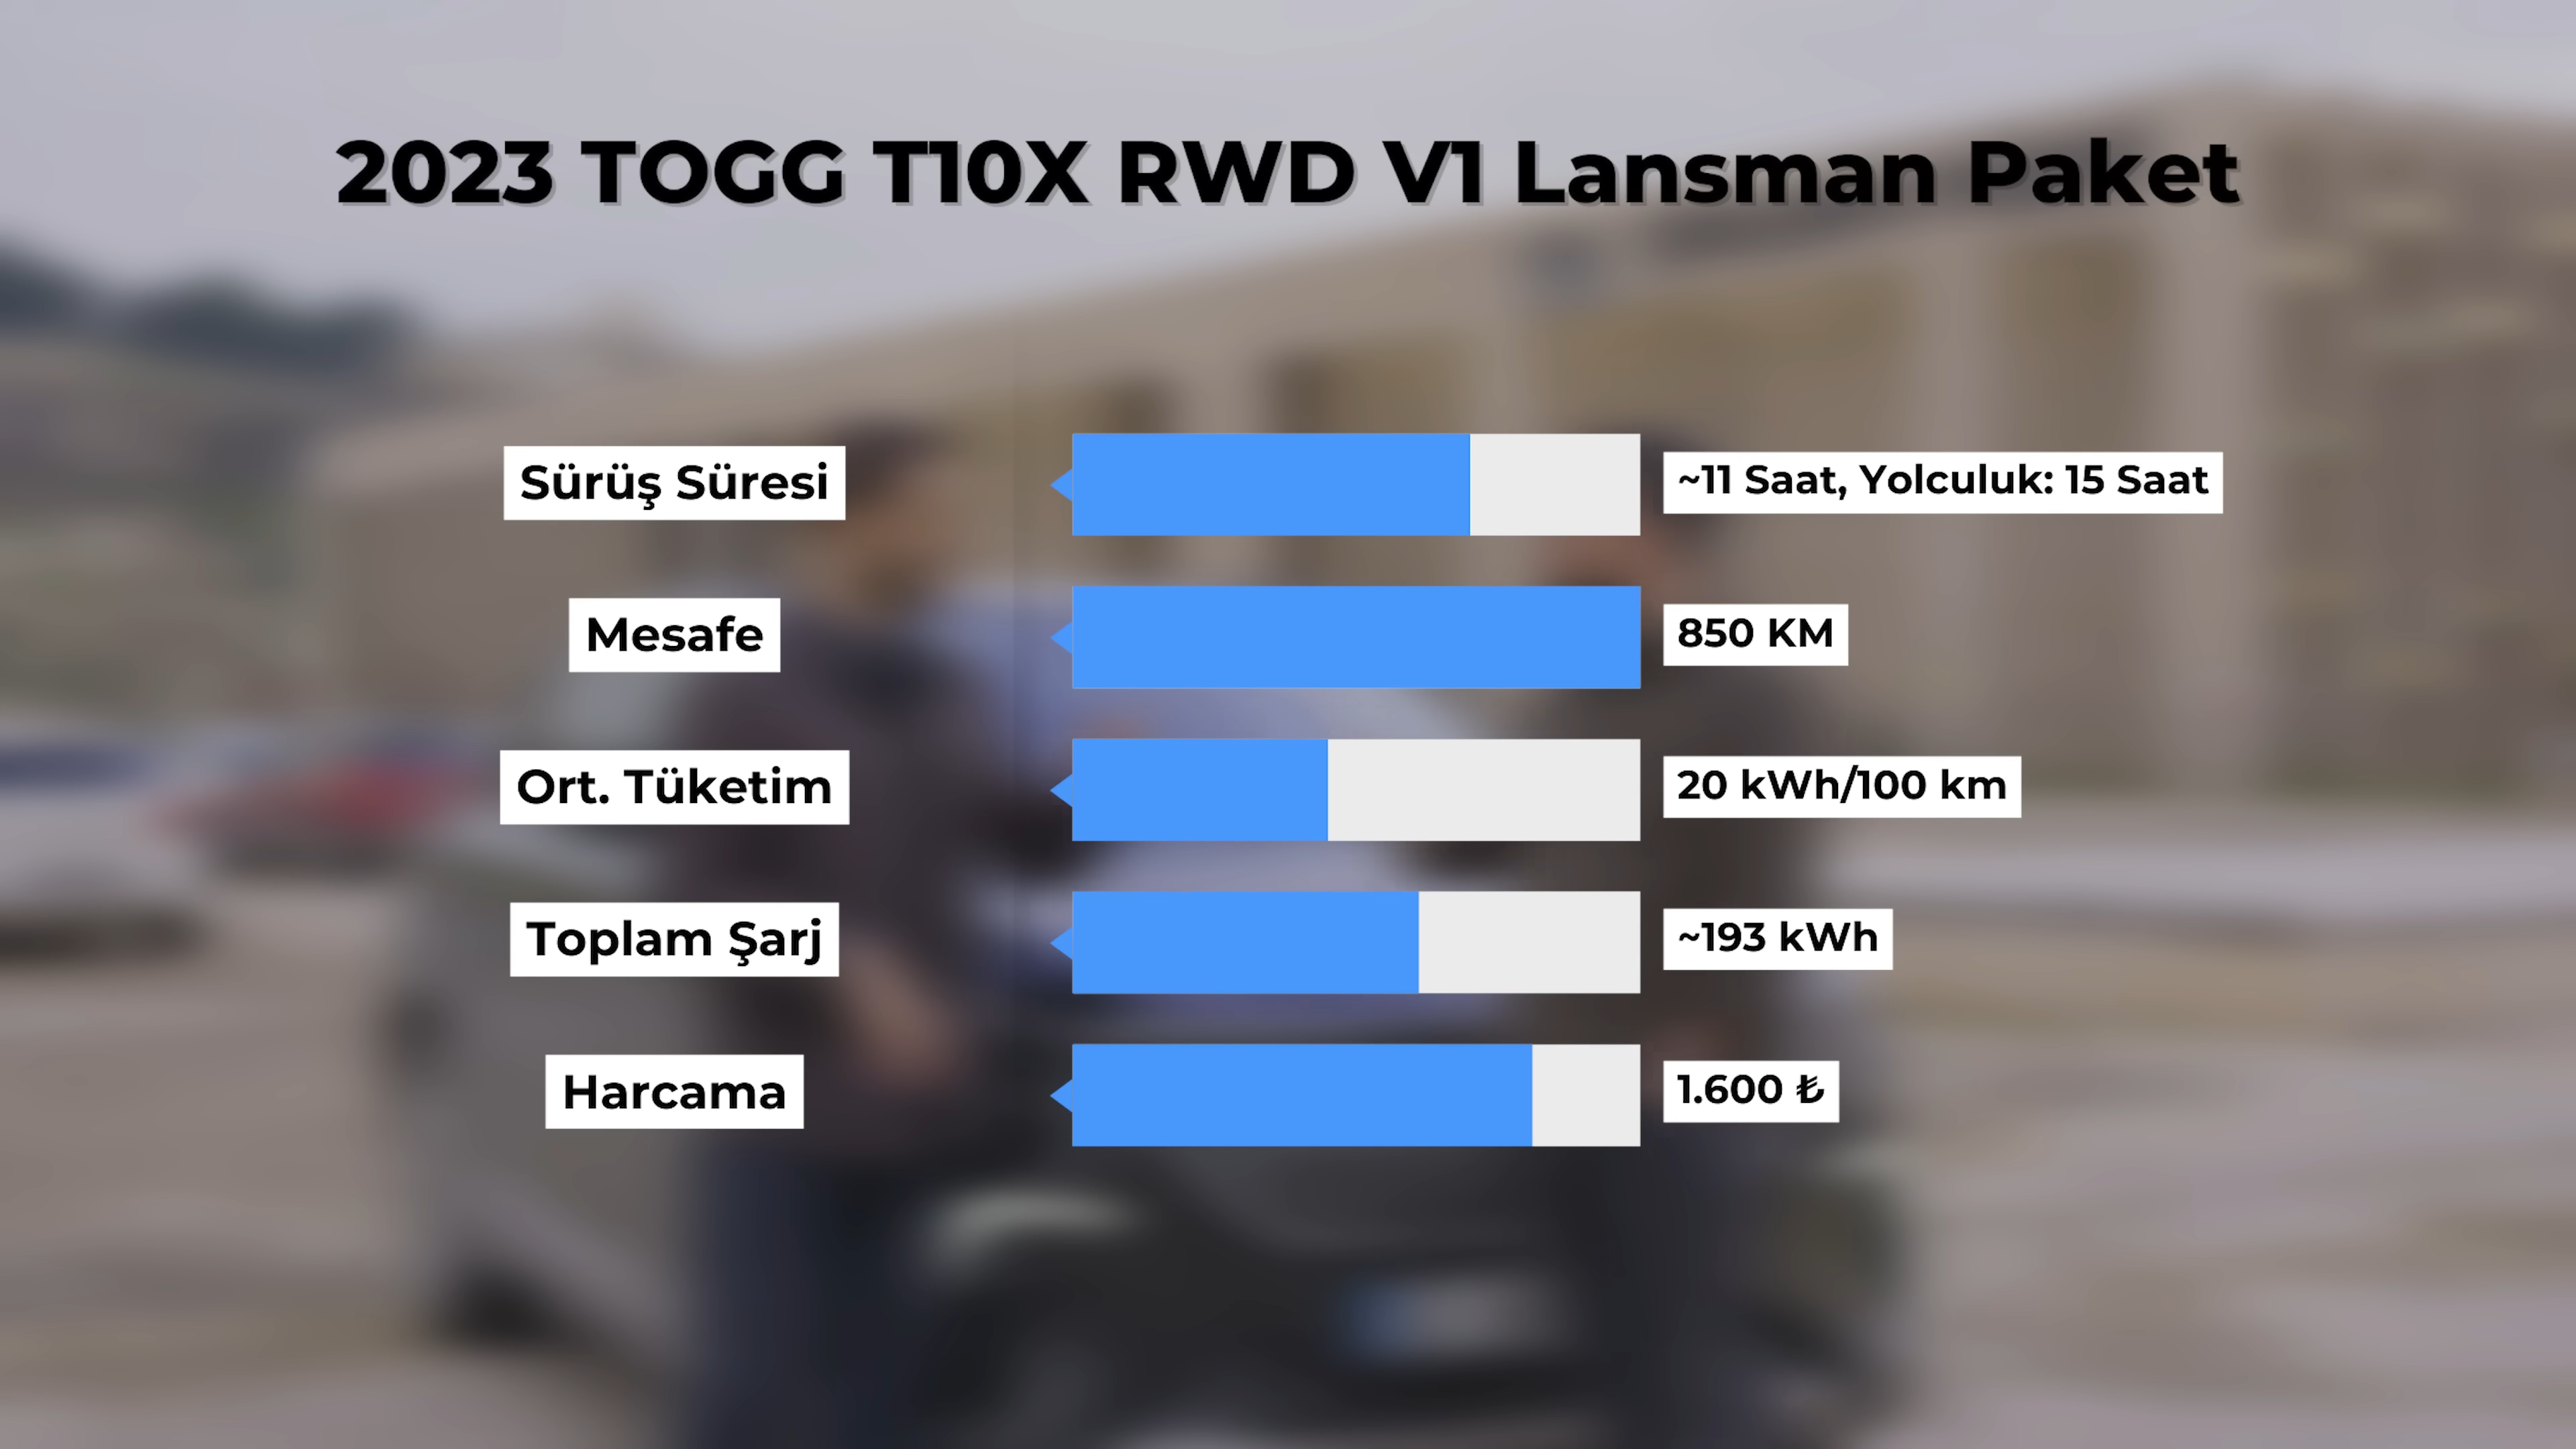 2023 TOGG T10X RWD V1 Lansman Paket
Sürüş Süresi ~11 Saat, Yolculuk: 15 Saat
Mesafe 850 KM
Ort. Tüketim 20 kWh/100 km
Toplam Şarj ~193 kWh
Harcama 1.600 ₺